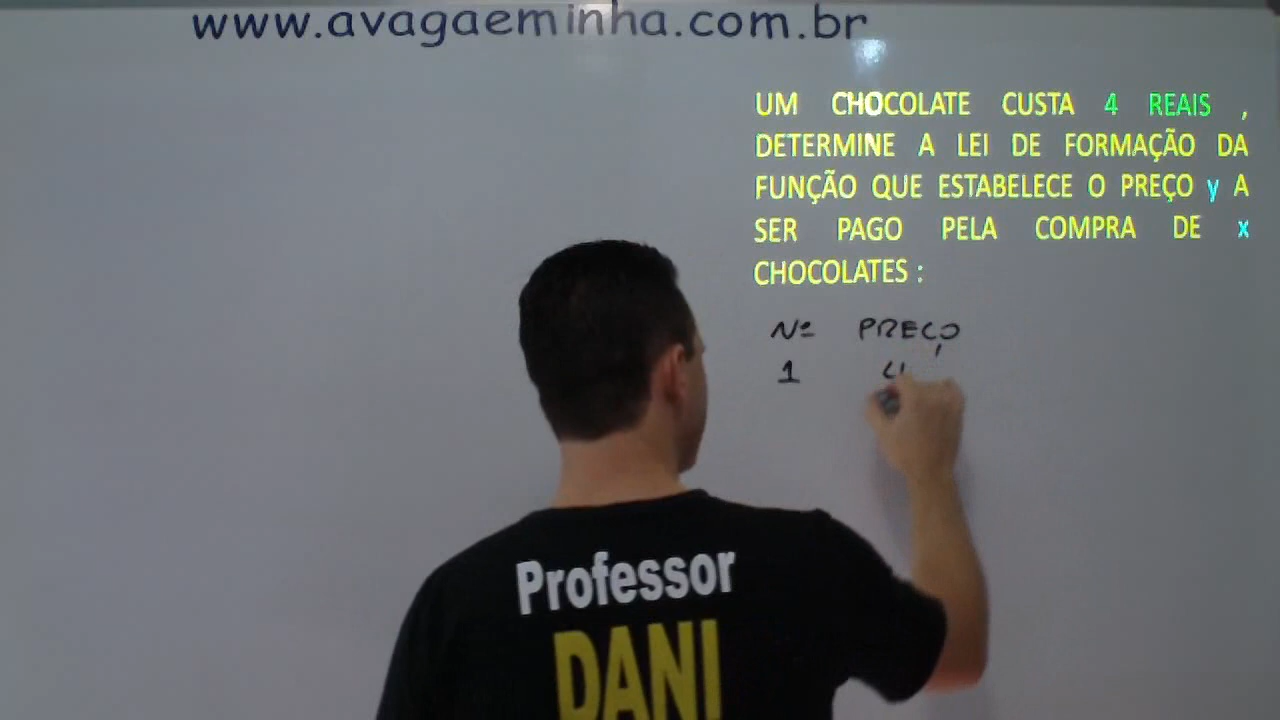 www.avagaeminha.com.br
UM CHOCOLATE CUSTA 4 REAIS ,
DETERMINE A LEI DE FORMAÇÃO DA
FUNÇÃO QUE ESTABELECE O PREÇO y A
SER PAGO PELA COMPRA DE x
CHOCOLATES :
Nº PREÇO
1 4
Professor
DANI